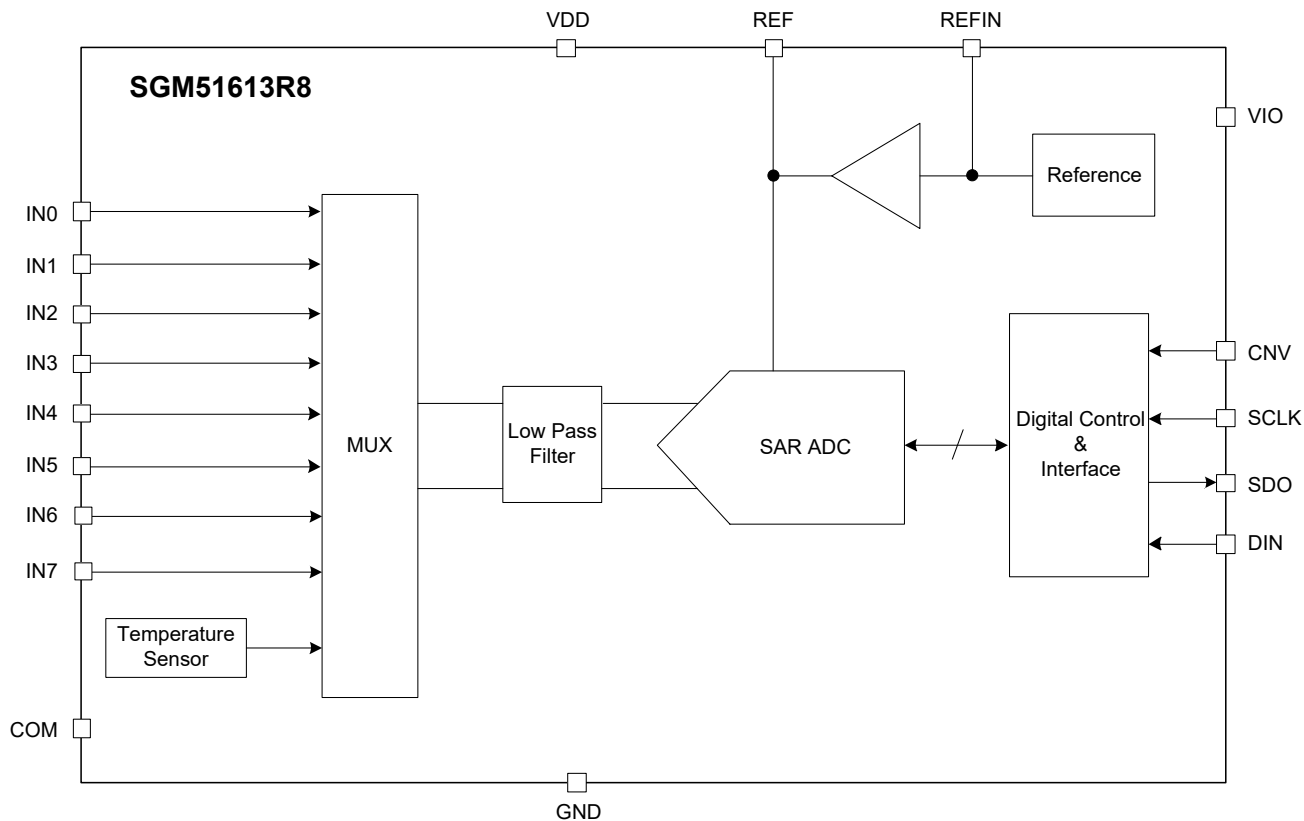 VDD
REF
REFIN
SGM51613R8
VIO
Reference
IN0
IN1
IN2
IN3
IN4
IN5
IN6
IN7
MUX
Low Pass
Filter
SAR ADC
Digital Control
&
Interface
CNV
SCLK
SDO
DIN
Temperature
Sensor
COM
GND